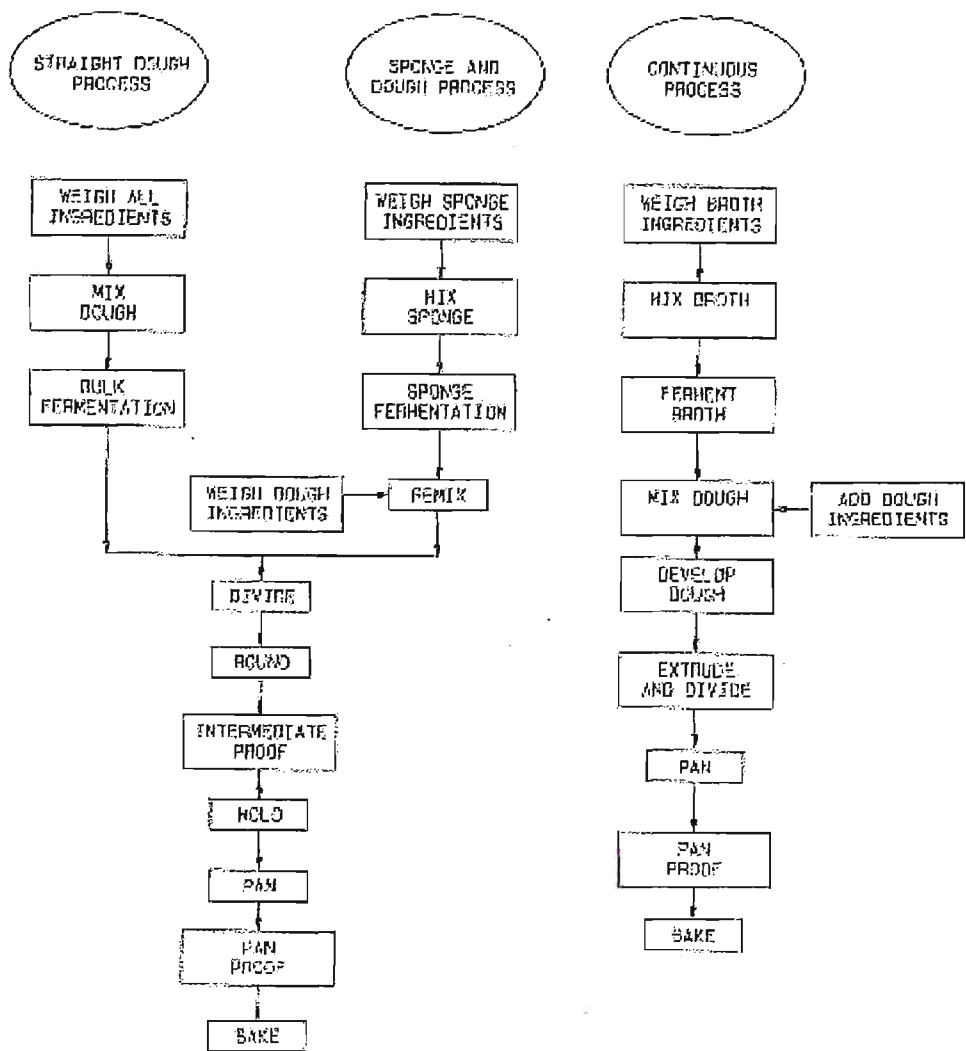 STRAIGHT DOUGH
PROCESS
SPONGE AND
DOUGH PROCESS
CONTINUOUS
PROCESS
WEIGH ALL
INGREDIENTS
MIX
DOUGH
BULK
FERMENTATION
WEIGH SPONGE
INGREDIENTS
MIX
SPONGE
SPONGE
FERMENTATION
WEIGH DOUGH
INGREDIENTS
REMIX
DIVIDE
ROUND
INTERMEDIATE
PROOF
HOLD
PAN
PAN
PROOF
BAKE
WEIGH BROTH
INGREDIENTS
MIX BROTH
FERMENT
BROTH
MIX DOUGH
ADD DOUGH
INGREDIENTS
DEVELOP
DOUGH
EXTRUDE
AND DIVIDE
PAN
PAN
PROOF
BAKE